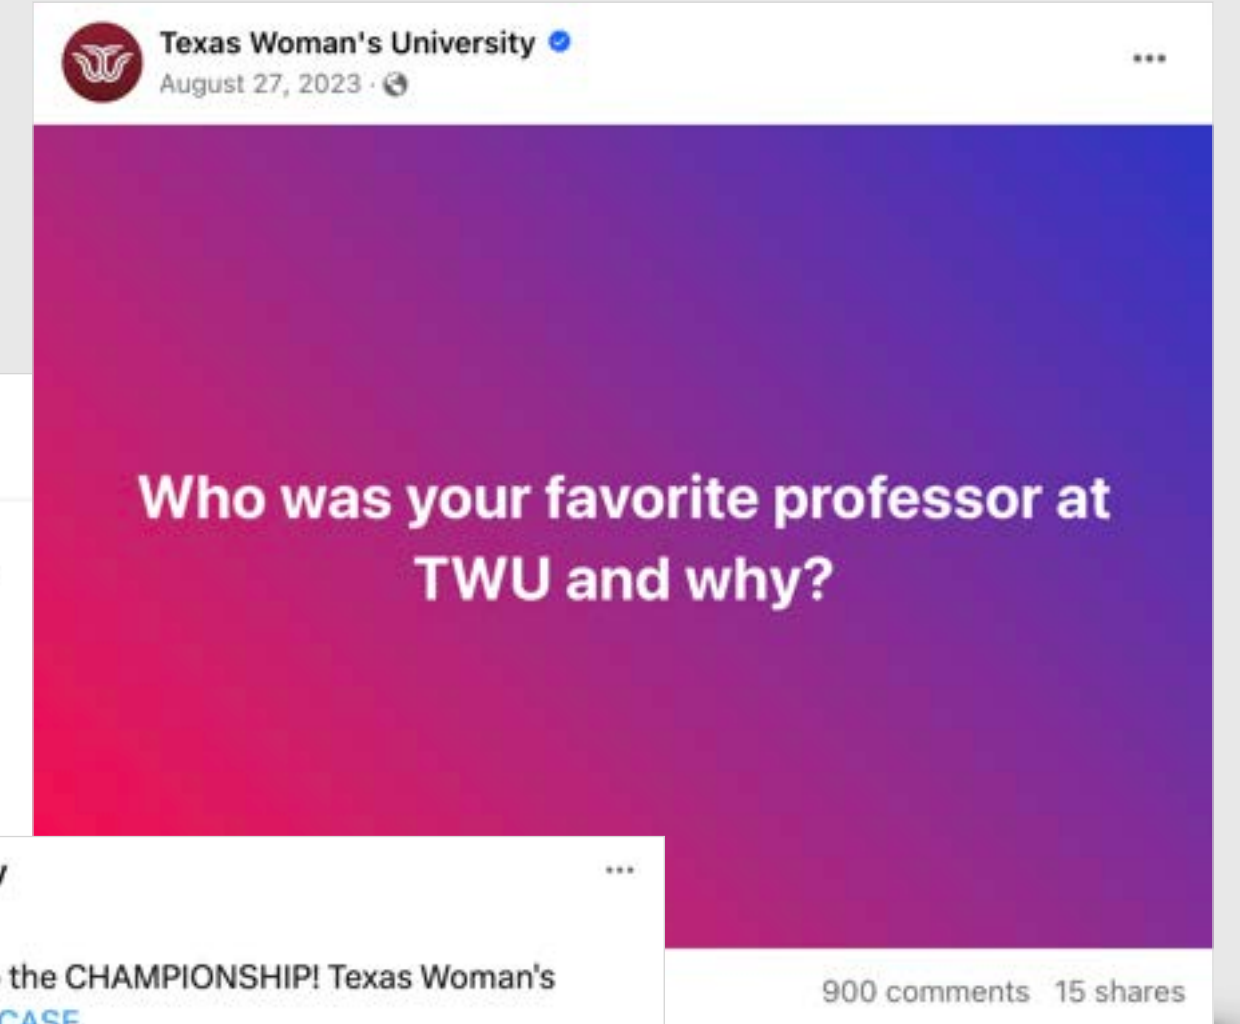 Texas Woman's University
August 27, 2023 ·
Who was your favorite professor at
TWU and why?
the CHAMPIONSHIP! Texas Woman's
CASE
900 comments 15 shares